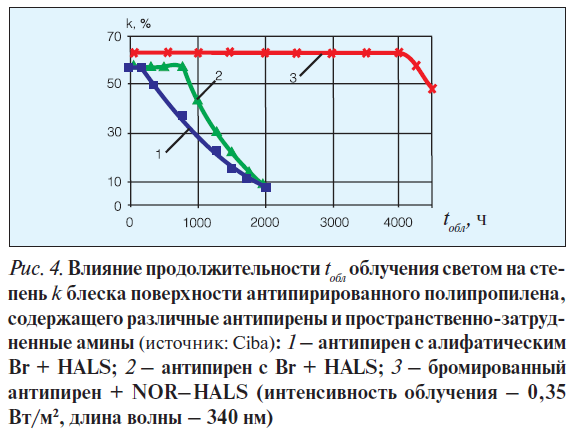 k, %
70
50
30
10
0
1
2
3
0 1000 2000 3000 4000 tобл, ч
Рис. 4. Влияние продолжительности tобл облучения светом на сте-
пень k блеска поверхности антипирированного полипропилена,
содержащего различные антипирены и пространственно-затруд-
ненные амины (источник: Ciba): 1 – антипирен с алифатическим
Br + HALS; 2 – антипирен с Br + HALS; 3 – бромированный
антипирен + NOR–HALS (интенсивность облучения – 0,35
Вт/м², длина волны – 340 нм)